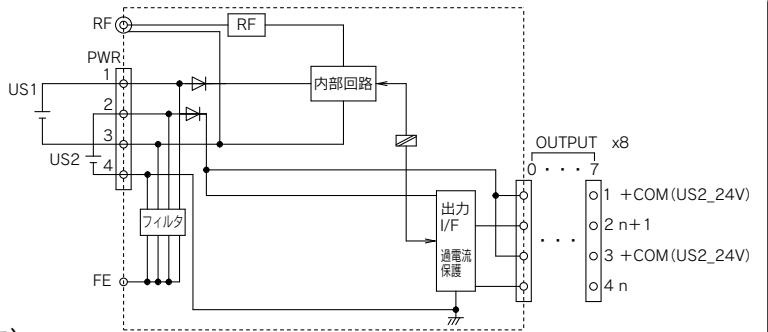 RF
RF
PWR
1
US1
2
3
US2
4
内部回路
OUTPUT x8
0 ・・・ 7
フィルタ
出力
I/F
過電流
保護
・・・
1 +COM(US2_24V)
2 n+1
3 +COM(US2_24V)
4 n
FE